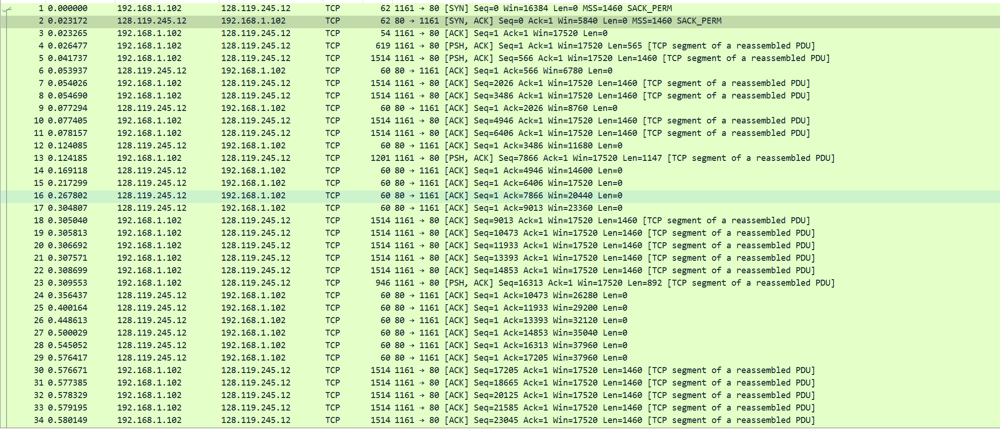 1 0.000000 192.168.1.102 128.119.245.12 TCP 62 1161 → 80 [SYN] Seq=0 Win=16384 Len=0 MSS=1460 SACK_PERM
2 0.023172 128.119.245.12 192.168.1.102 TCP 62 80 → 1161 [SYN, ACK] Seq=0 Ack=1 Win=5840 Len=0 MSS=1460 SACK_PERM
3 0.023265 192.168.1.102 128.119.245.12 TCP 54 1161 → 80 [ACK] Seq=1 Ack=1 Win=17520 Len=0
4 0.026477 192.168.1.102 128.119.245.12 TCP 619 1161 → 80 [PSH, ACK] Seq=1 Ack=1 Win=17520 Len=565 [TCP segment of a reassembled PDU]
5 0.041737 192.168.1.102 128.119.245.12 TCP 1514 1161 → 80 [PSH, ACK] Seq=566 Ack=1 Win=17520 Len=1460 [TCP segment of a reassembled PDU]
6 0.053937 128.119.245.12 192.168.1.102 TCP 60 80 → 1161 [ACK] Seq=1 Ack=566 Win=6780 Len=0
7 0.054026 192.168.1.102 128.119.245.12 TCP 1514 1161 → 80 [ACK] Seq=2026 Ack=1 Win=17520 Len=1460 [TCP segment of a reassembled PDU]
8 0.054690 192.168.1.102 128.119.245.12 TCP 1514 1161 → 80 [ACK] Seq=3486 Ack=1 Win=17520 Len=1460 [TCP segment of a reassembled PDU]
9 0.077294 128.119.245.12 192.168.1.102 TCP 60 80 → 1161 [ACK] Seq=1 Ack=2026 Win=8760 Len=0
10 0.077405 192.168.1.102 128.119.245.12 TCP 1514 1161 → 80 [ACK] Seq=4946 Ack=1 Win=17520 Len=1460 [TCP segment of a reassembled PDU]
11 0.078157 192.168.1.102 128.119.245.12 TCP 1514 1161 → 80 [ACK] Seq=6406 Ack=1 Win=17520 Len=1460 [TCP segment of a reassembled PDU]
12 0.124085 128.119.245.12 192.168.1.102 TCP 60 80 → 1161 [ACK] Seq=1 Ack=3486 Win=11680 Len=0
13 0.124185 192.168.1.102 128.119.245.12 TCP 1201 1161 → 80 [PSH, ACK] Seq=7866 Ack=1 Win=17520 Len=1147 [TCP segment of a reassembled PDU]
14 0.169118 128.119.245.12 192.168.1.102 TCP 60 80 → 1161 [ACK] Seq=1 Ack=4946 Win=14600 Len=0
15 0.217299 128.119.245.12 192.168.1.102 TCP 60 80 → 1161 [ACK] Seq=1 Ack=6406 Win=17520 Len=0
16 0.267802 128.119.245.12 192.168.1.102 TCP 60 80 → 1161 [ACK] Seq=1 Ack=7866 Win=20440 Len=0
17 0.304807 128.119.245.12 192.168.1.102 TCP 60 80 → 1161 [ACK] Seq=1 Ack=9013 Win=23360 Len=0
18 0.305040 192.168.1.102 128.119.245.12 TCP 1514 1161 → 80 [ACK] Seq=9013 Ack=1 Win=17520 Len=1460 [TCP segment of a reassembled PDU]
19 0.305813 192.168.1.102 128.119.245.12 TCP 1514 1161 → 80 [ACK] Seq=10473 Ack=1 Win=17520 Len=1460 [TCP segment of a reassembled PDU]
20 0.306692 192.168.1.102 128.119.245.12 TCP 1514 1161 → 80 [ACK] Seq=11933 Ack=1 Win=17520 Len=1460 [TCP segment of a reassembled PDU]
21 0.307571 192.168.1.102 128.119.245.12 TCP 1514 1161 → 80 [ACK] Seq=13393 Ack=1 Win=17520 Len=1460 [TCP segment of a reassembled PDU]
22 0.308699 192.168.1.102 128.119.245.12 TCP 1514 1161 → 80 [ACK] Seq=14853 Ack=1 Win=17520 Len=1460 [TCP segment of a reassembled PDU]
23 0.309553 192.168.1.102 128.119.245.12 TCP 946 1161 → 80 [PSH, ACK] Seq=16313 Ack=1 Win=17520 Len=892 [TCP segment of a reassembled PDU]
24 0.356437 128.119.245.12 192.168.1.102 TCP 60 80 → 1161 [ACK] Seq=1 Ack=10473 Win=26280 Len=0
25 0.400164 128.119.245.12 192.168.1.102 TCP 60 80 → 1161 [ACK] Seq=1 Ack=11933 Win=29200 Len=0
26 0.448613 128.119.245.12 192.168.1.102 TCP 60 80 → 1161 [ACK] Seq=1 Ack=13393 Win=32120 Len=0
27 0.500029 128.119.245.12 192.168.1.102 TCP 60 80 → 1161 [ACK] Seq=1 Ack=14853 Win=35040 Len=0
28 0.545052 128.119.245.12 192.168.1.102 TCP 60 80 → 1161 [ACK] Seq=1 Ack=16313 Win=37960 Len=0
29 0.576417 128.119.245.12 192.168.1.102 TCP 60 80 → 1161 [ACK] Seq=1 Ack=17205 Win=37960 Len=0
30 0.576671 192.168.1.102 128.119.245.12 TCP 1514 1161 → 80 [ACK] Seq=17205 Ack=1 Win=17520 Len=1460 [TCP segment of a reassembled PDU]
31 0.577385 192.168.1.102 128.119.245.12 TCP 1514 1161 → 80 [ACK] Seq=18665 Ack=1 Win=17520 Len=1460 [TCP segment of a reassembled PDU]
32 0.578329 192.168.1.102 128.119.245.12 TCP 1514 1161 → 80 [ACK] Seq=20125 Ack=1 Win=17520 Len=1460 [TCP segment of a reassembled PDU]
33 0.579195 192.168.1.102 128.119.245.12 TCP 1514 1161 → 80 [ACK] Seq=21585 Ack=1 Win=17520 Len=1460 [TCP segment of a reassembled PDU]
34 0.580149 192.168.1.102 128.119.245.12 TCP 1514 1161 → 80 [ACK] Seq=23045 Ack=1 Win=17520 Len=1460 [TCP segment of a reassembled PDU]